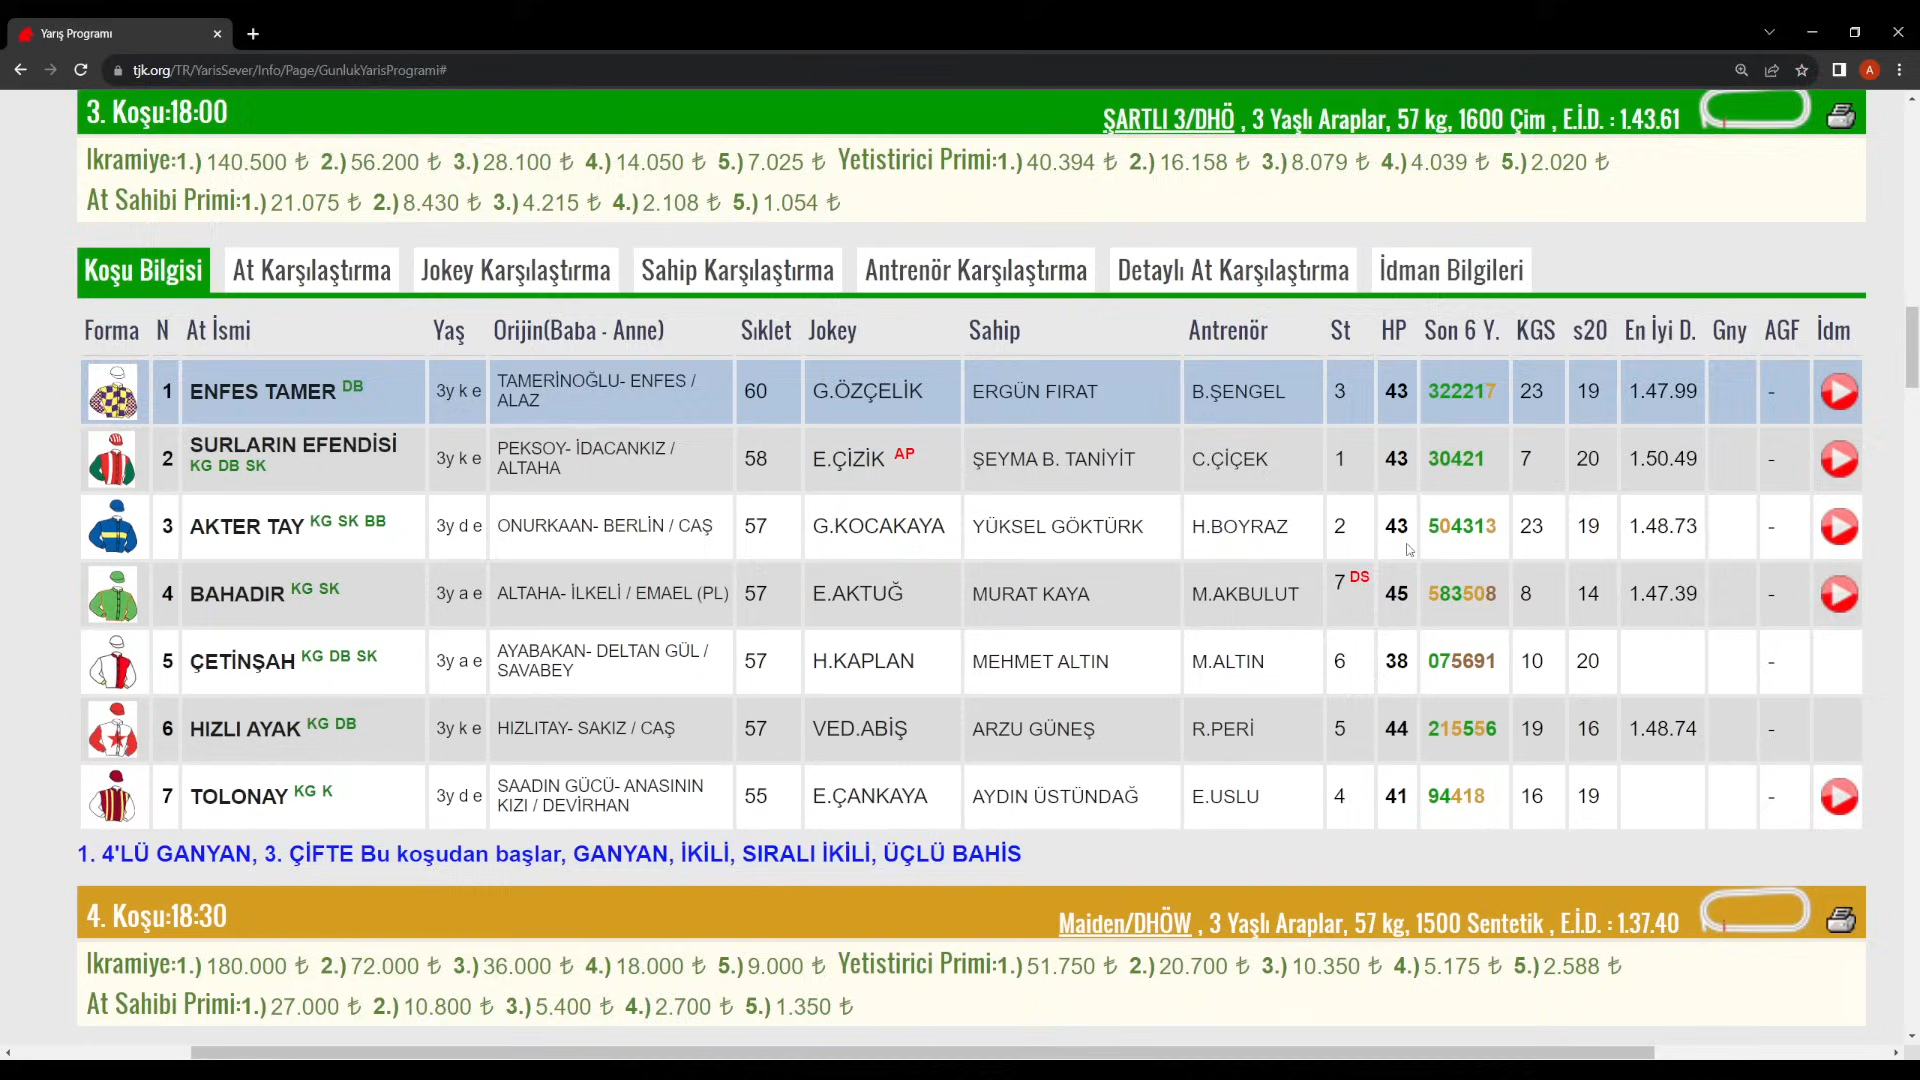 Yarış Programı
tjk.org/TR/YarisSever/Info/Page/GunlukYarisProgrami#
A
3. Koşu:18:00
ŞARTLI 3/DHÖ , 3 Yaşlı Araplar, 57 kg, 1600 Çim , E.İ.D. : 1.43.61
Ikramiye:1.) 140.500 ₺ 2.) 56.200 ₺ 3.) 28.100 ₺ 4.) 14.050 ₺ 5.) 7.025 ₺ Yetistirici Primi:1.) 40.394 ₺ 2.) 16.158 ₺ 3.) 8.079 ₺ 4.) 4.039 ₺ 5.) 2.020 ₺
At Sahibi Primi:1.) 21.075 ₺ 2.) 8.430 ₺ 3.) 4.215 ₺ 4.) 2.108 ₺ 5.) 1.054 ₺
Koşu Bilgisi At Karşılaştırma Jokey Karşılaştırma Sahip Karşılaştırma Antrenör Karşılaştırma Detaylı At Karşılaştırma İdman Bilgileri
Forma N At İsmi Yaş Orijin(Baba - Anne) Sıklet Jokey Sahip Antrenör St HP Son 6 Y. KGS s20 En İyi D. Gny AGF İdm
1 ENFES TAMER DB 3y k e TAMERİNOĞLU- ENFES / ALAZ 60 G.ÖZÇELİK ERGÜN FIRAT B.ŞENGEL 3 43 322217 23 19 1.47.99 -
2 SURLARIN EFENDİSİ KG DB SK 3y k e PEKSOY- İDACANKIZ / ALTAHA 58 E.ÇİZİK AP ŞEYMA B. TANİYİT C.ÇİÇEK 1 43 30421 7 20 1.50.49 -
3 AKTER TAY KG SK BB 3y d e ONURKAAN- BERLİN / CAŞ 57 G.KOCAKAYA YÜKSEL GÖKTÜRK H.BOYRAZ 2 43 504313 23 19 1.48.73 -
4 BAHADIR KG SK 3y a e ALTAHA- İLKELİ / EMAEL (PL) 57 E.AKTUĞ MURAT KAYA M.AKBULUT 7 DS 45 583508 8 14 1.47.39 -
5 ÇETİNŞAH KG DB SK 3y a e AYABAKAN- DELTAN GÜL / SAVABEY 57 H.KAPLAN MEHMET ALTIN M.ALTIN 6 38 075691 10 20 -
6 HIZLI AYAK KG DB 3y k e HIZLITAY- SAKIZ / CAŞ 57 VED.ABİŞ ARZU GÜNEŞ R.PERİ 5 44 215556 19 16 1.48.74 -
7 TOLONAY KG K 3y d e SAADIN GÜCÜ- ANASININ KIZI / DEVİRHAN 55 E.ÇANKAYA AYDIN ÜSTÜNDAĞ E.USLU 4 41 94418 16 19 -
1. 4'LÜ GANYAN, 3. ÇİFTE Bu koşudan başlar, GANYAN, İKİLİ, SIRALI İKİLİ, ÜÇLÜ BAHİS
4. Koşu:18:30
Maiden/DHÖW , 3 Yaşlı Araplar, 57 kg, 1500 Sentetik , E.İ.D. : 1.37.40
Ikramiye:1.) 180.000 ₺ 2.) 72.000 ₺ 3.) 36.000 ₺ 4.) 18.000 ₺ 5.) 9.000 ₺ Yetistirici Primi:1.) 51.750 ₺ 2.) 20.700 ₺ 3.) 10.350 ₺ 4.) 5.175 ₺ 5.) 2.588 ₺
At Sahibi Primi:1.) 27.000 ₺ 2.) 10.800 ₺ 3.) 5.400 ₺ 4.) 2.700 ₺ 5.) 1.350 ₺